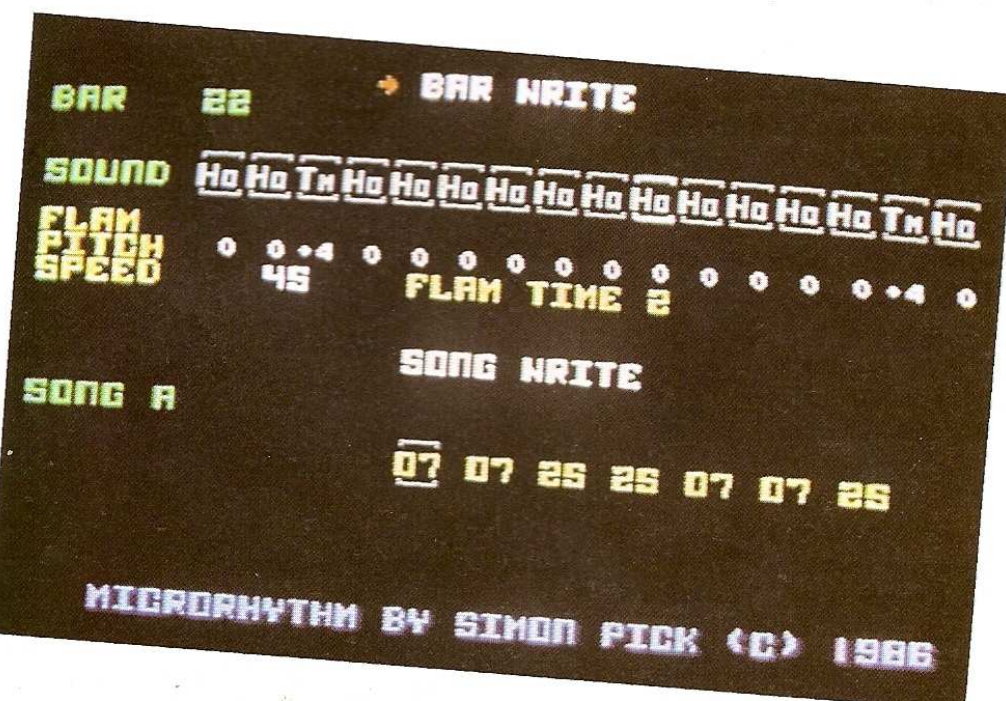 BAR 22 → BAR WRITE
SOUND Ho Ho TM Ho Ho Ho Ho Ho Ho Ho Ho Ho Ho Ho TM Ho
FLAM
PITCH 0 0 +4 0 0 0 0 0 0 0 0 0 0 0 +4 0
SPEED 45 FLAM TIME 2
SONG WRITE
SONG A
07 07 25 25 07 07 25
MICRORHYTHM BY SIMON PICK (C) 1986